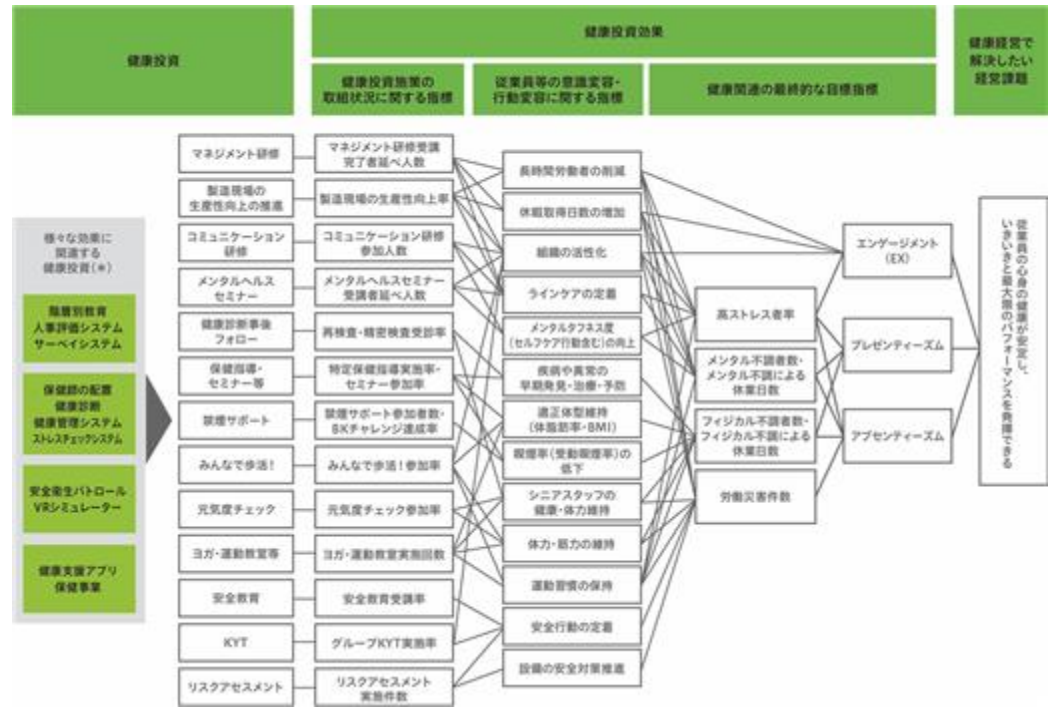 健康投資
健康投資効果
健康経営で
解決したい
経営課題
健康投資施策の
取組状況に関する指標
従業員等の意識変容・
行動変容に関する指標
健康関連の最終的な目標指標
様々な効果に
関連する
健康投資(＊)
階層別教育
人事評価システム
サーベイシステム
保健師の配置
健康診断
健康管理システム
ストレスチェックシステム
安全衛生パトロール
VRシミュレーター
健康支援アプリ
保健事業
マネジメント研修
製造現場の
生産性向上の推進
コミュニケーション
研修
メンタルヘルス
セミナー
健康診断事後
フォロー
保健指導・
セミナー等
禁煙サポート
みんなで歩活！
元気度チェック
ヨガ・運動教室等
安全教育
KYT
リスクアセスメント
マネジメント研修受講
完了者延べ人数
製造現場の生産性向上率
コミュニケーション研修
参加人数
メンタルヘルスセミナー
受講者延べ人数
再検査・精密検査受診率
特定保健指導実施率・
セミナー参加率
禁煙サポート参加者数・
BKチャレンジ達成率
みんなで歩活！参加率
元気度チェック参加率
ヨガ・運動教室実施回数
安全教育受講率
グループKYT実施率
リスクアセスメント
実施件数
長時間労働者の削減
休暇取得日数の増加
組織の活性化
ラインケアの定着
メンタルタフネス度
(セルフケア行動含む)の向上
疾病や異常の
早期発見・治療・予防
適正体型維持
(体脂肪率・BMI)
喫煙率(受動喫煙率)の
低下
シニアスタッフの
健康・体力維持
体力・筋力の維持
運動習慣の保持
安全行動の定着
設備の安全対策推進
高ストレス者率
メンタル不調者数・
メンタル不調による
休業日数
フィジカル不調者数・
フィジカル不調による
休業日数
労働災害件数
エンゲージメント
(EX)
プレゼンティーズム
アブセンティーズム
従業員の心身の健康が安定し、
いきいきと最大限のパフォーマンスを発揮できる